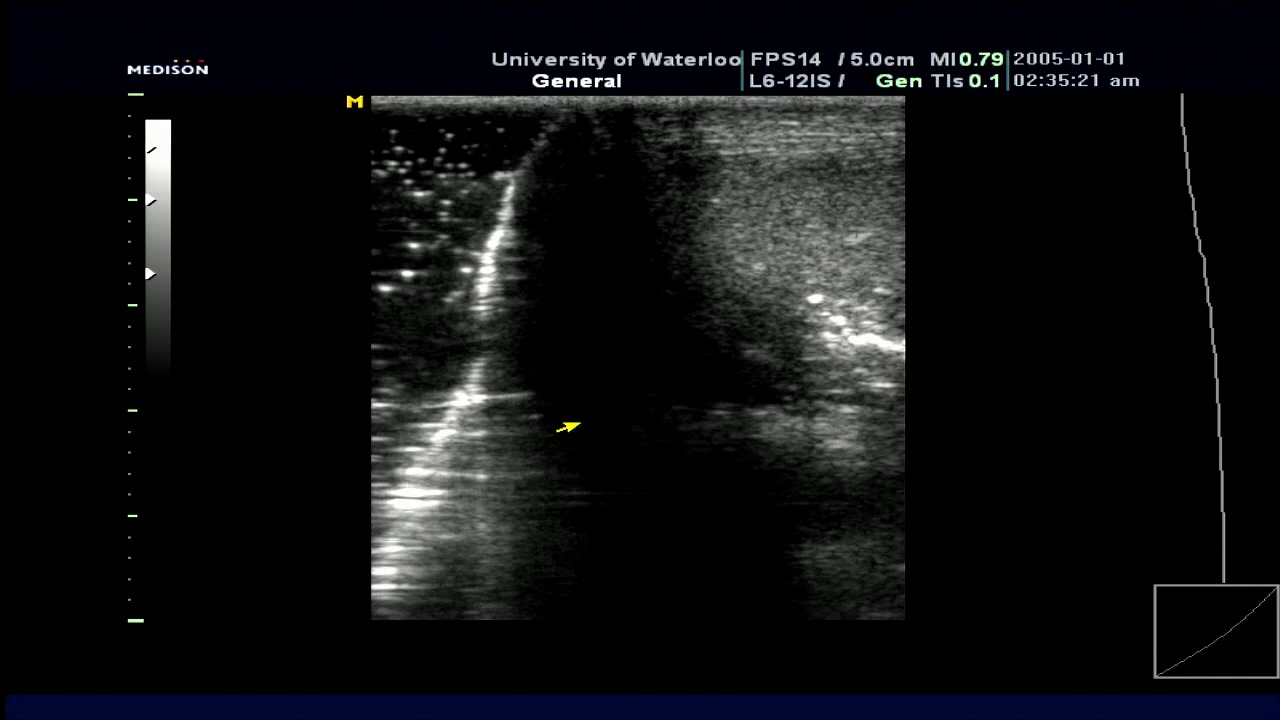 MEDISON
University of Waterloo FPS14 / 5.0cm MI 0.79 2005-01-01
General L6-12IS / Gen TIs 0.1 02:35:21 am
M